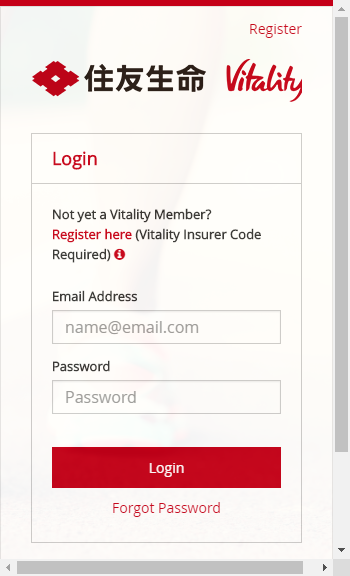 Register
住友生命 Vitality
Login
Not yet a Vitality Member?
Register here (Vitality Insurer Code
Required)
Email Address
name@email.com
Password
Password
Login
Forgot Password